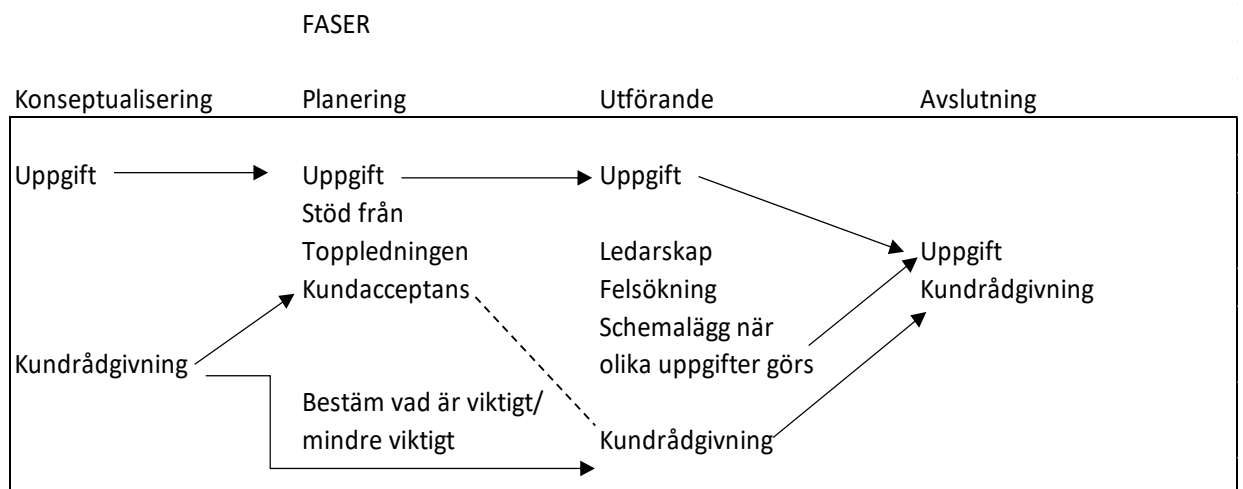 FASER
Konseptualisering Planering Utförande Avslutning
Uppgift Uppgift Uppgift
Stöd från
Toppledningen Ledarskap Uppgift
Kundacceptans Felsökning Kundrådgivning
Schemalägg när
Kundrådgivning olika uppgifter görs
Bestäm vad är viktigt/
mindre viktigt Kundrådgivning